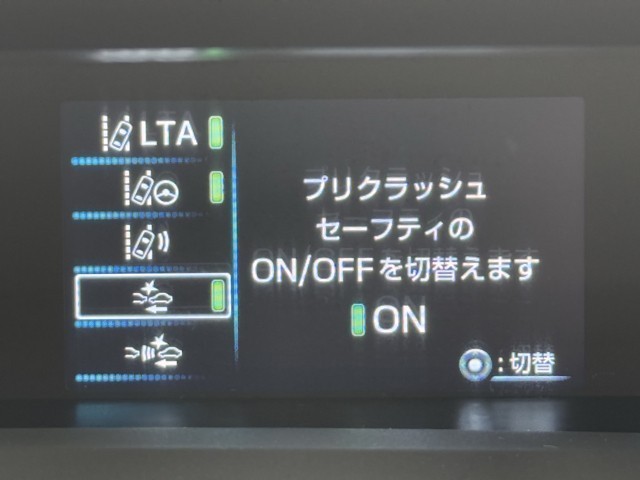 LTA
プリクラッシュ
セーフティの
ON/OFFを切替えます
ON
:切替